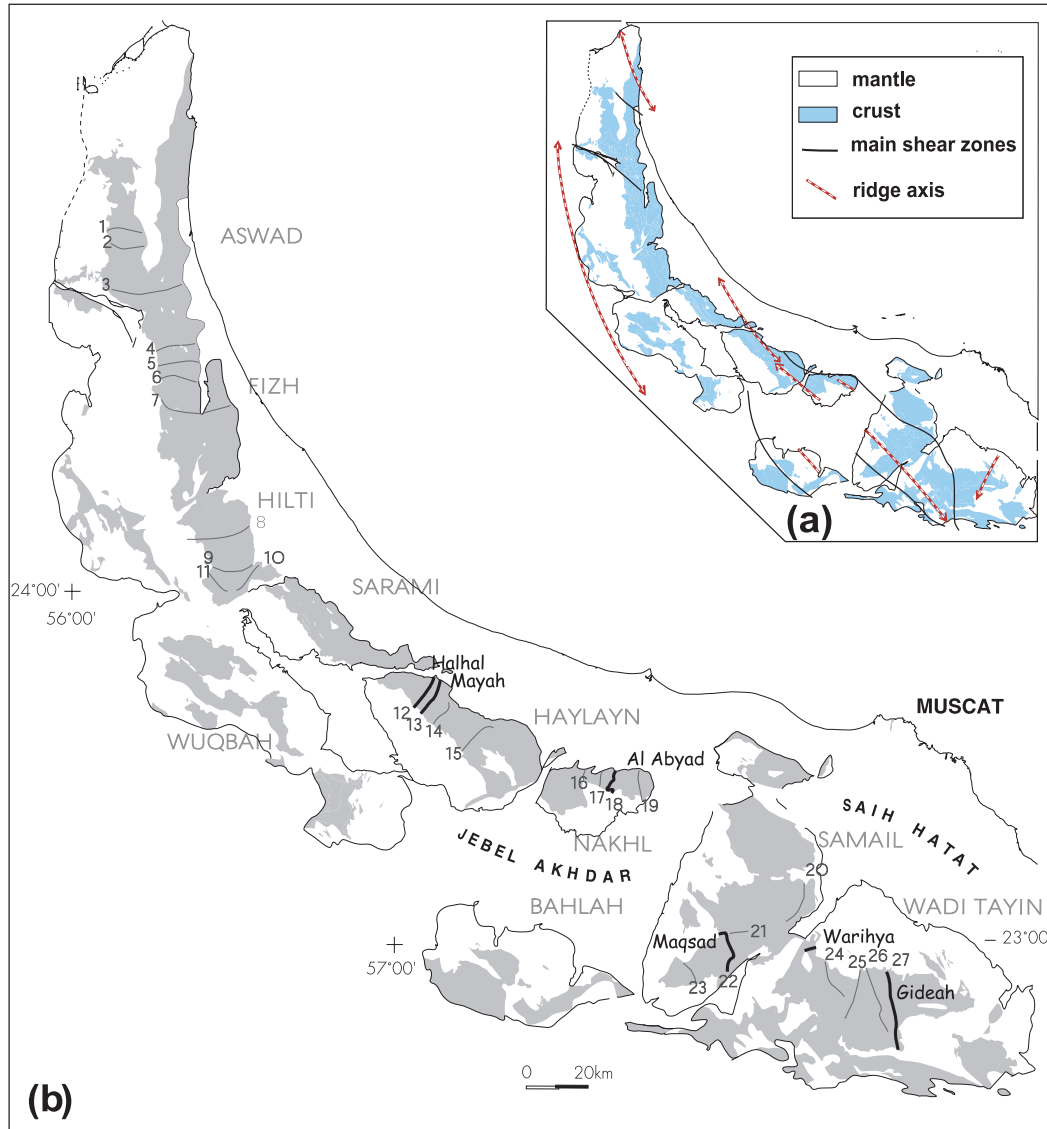 mantle
crust
main shear zones
ridge axis
(a)
ASWAD
1
2
3
4
5
6
7
FIZH
HILTI
8
9
10
11
24°00'
56°00'
SARAMI
Halhal
Mayah
12
13
14
15
HAYLAYN
WUQBAH
MUSCAT
Al Abyad
16
17
18
19
NAKHL
JEBEL AKHDAR
SAIH HATAT
SAMAIL
20
BAHLAH
WADI TAYIN
57°00'
Maqsad
21
22
23
Warihya
23°00
24
25
26
27
Gideah
0 20km
(b)